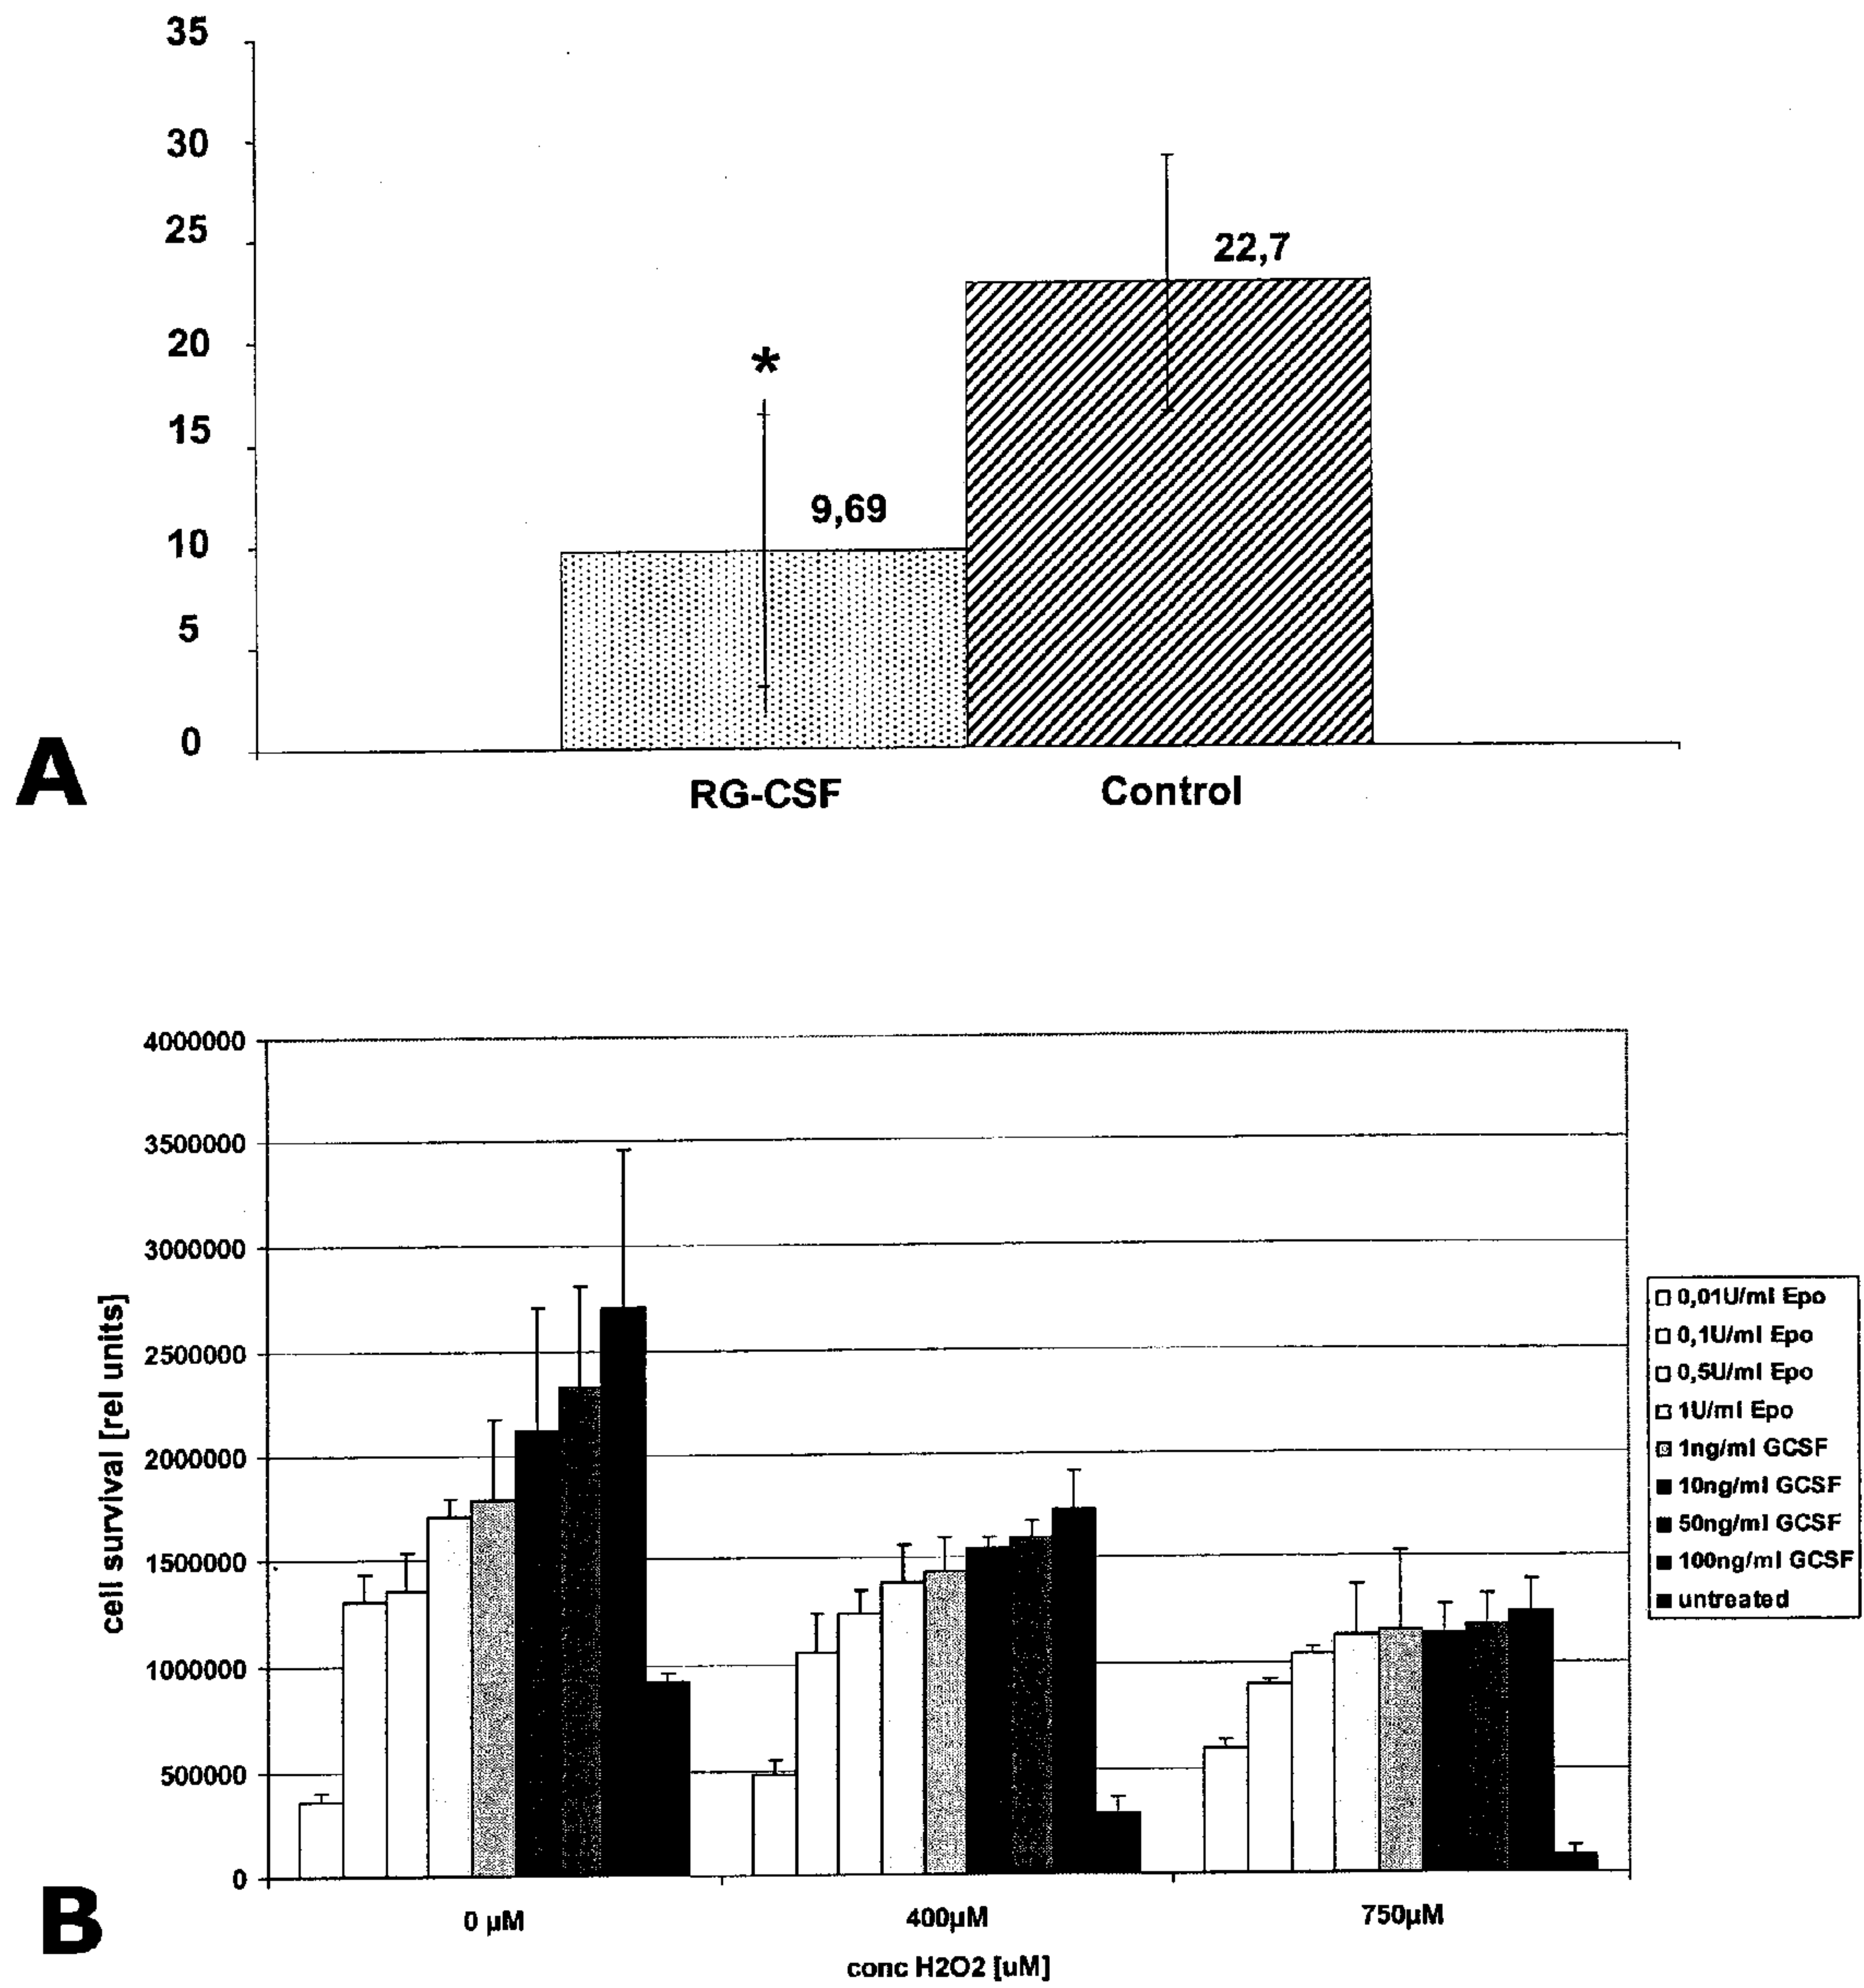 35
30
25
20
15
10
5
0
22,7
*
9,69
RG-CSF Control
A
4000000
3500000
3000000
2500000
2000000
1500000
1000000
500000
0
cell survival [rel units]
0 µM 400µM 750µM
conc H2O2 [uM]
0,01U/ml Epo
0,1U/ml Epo
0,5U/ml Epo
1U/ml Epo
1ng/ml GCSF
10ng/ml GCSF
50ng/ml GCSF
100ng/ml GCSF
untreated
B